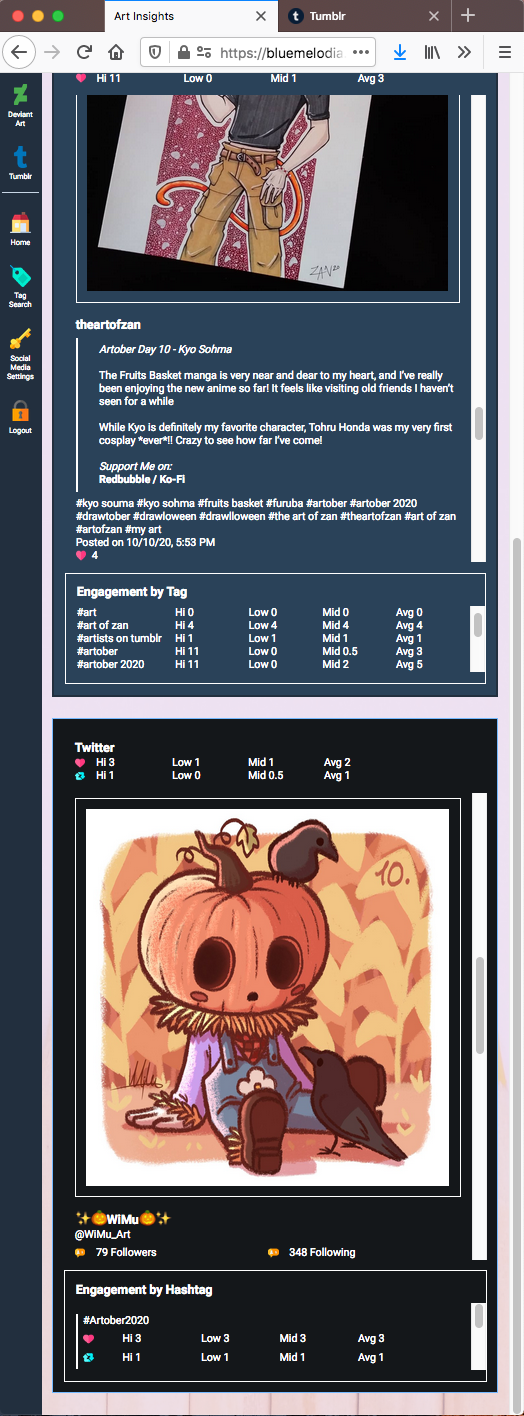 Art Insights
Tumblr
https://bluemelodia
Hi 11 Low 0 Mid 1 Avg 3
Deviant
Art
Tumblr
Home
Tag
Search
Social
Media
Settings
Logout
ZAN 20
theartofzan
Artober Day 10 - Kyo Sohma
The Fruits Basket manga is very near and dear to my heart, and I've really
been enjoying the new anime so far! It feels like visiting old friends I haven't
seen for a while
While Kyo is definitely my favorite character, Tohru Honda was my very first
cosplay *ever*!! Crazy to see how far I've come!
Support Me on:
Redbubble / Ko-Fi
#kyo souma #kyo sohma #fruits basket #furuba #artober #artober 2020
#drawtober #drawloween #drawlloween #the art of zan #theartofzan #art of zan
#artofzan #my art
Posted on 10/10/20, 5:53 PM
4
Engagement by Tag
#art Hi 0 Low 0 Mid 0 Avg 0
#art of zan Hi 4 Low 4 Mid 4 Avg 4
#artists on tumblr Hi 1 Low 1 Mid 1 Avg 1
#artober Hi 11 Low 0 Mid 0.5 Avg 3
#artober 2020 Hi 11 Low 0 Mid 2 Avg 5
Twitter
Hi 3 Low 1 Mid 1 Avg 2
Hi 1 Low 0 Mid 0.5 Avg 1
10.
✨🎃WiMu🎃✨
@WiMu_Art
79 Followers 348 Following
Engagement by Hashtag
#Artober2020
Hi 3 Low 3 Mid 3 Avg 3
Hi 1 Low 1 Mid 1 Avg 1